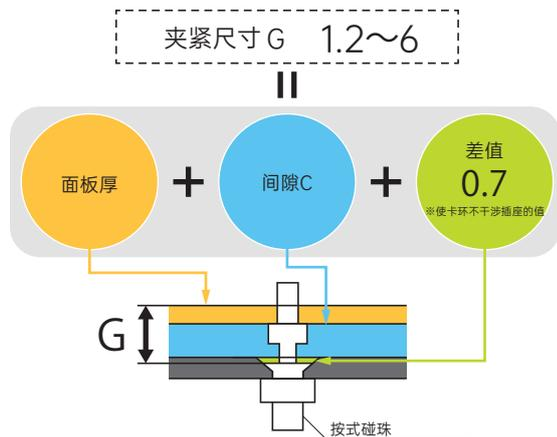 夹紧尺寸 G 1.2～6
=
面板厚
+
间隙C
+
差值
0.7
※使卡环不干涉插座的值
G
按式碰珠